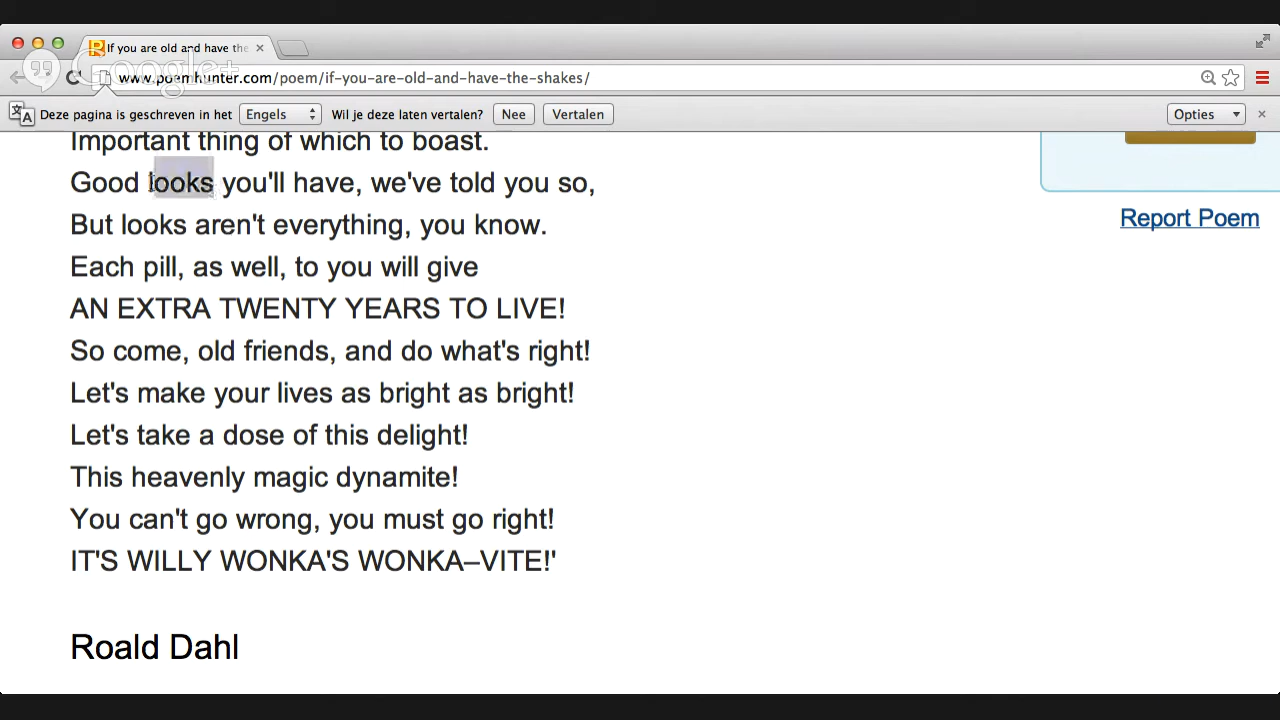 If you are old and have the
Google+
www.poemhunter.com/poem/if-you-are-old-and-have-the-shakes/
Deze pagina is geschreven in het Engels Wil je deze laten vertalen? Nee Vertalen Opties
Important thing of which to boast.
Good looks you'll have, we've told you so,
But looks aren't everything, you know.
Each pill, as well, to you will give
AN EXTRA TWENTY YEARS TO LIVE!
So come, old friends, and do what's right!
Let's make your lives as bright as bright!
Let's take a dose of this delight!
This heavenly magic dynamite!
You can't go wrong, you must go right!
IT'S WILLY WONKA'S WONKA–VITE!'
Roald Dahl
Report Poem